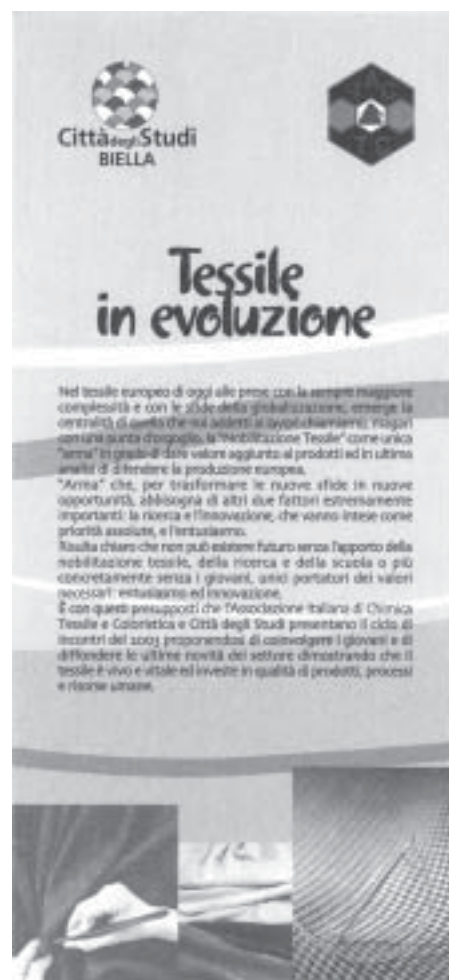 Città degli Studi
BIELLA
Tessile
in evoluzione
Nel tessile europeo di oggi alle prese con la sempre maggiore
complessità e con le sfide della globalizzazione, emerge la
centralità di quella che noi addetti ai chiamiamo, magari
con una punta d'orgoglio, la "Nobilitazione Tessile" come unica
"arma" in grado di dare valore aggiunto ai prodotti ed in ultima
analisi di difendere la produzione europea.
"Arma" che, per trasformare le nuove sfide in nuove
opportunità, abbisogna di altri due fattori estremamente
importanti: la ricerca e l'innovazione, che vanno intese come
priorità assolute, e l'entusiasmo.
Risulta chiaro che non può esistere futuro senza l'apporto della
nobilitazione tessile, della ricerca e della scuola o più
concretamente senza i giovani, unici portatori dei valori
necessari: entusiasmo ed innovazione.
È con questi presupposti che l'Associazione Italiana di Chimica
Tessile e Coloristica e Città degli Studi presentano il ciclo di
incontri del 2003 proponendosi di coinvolgere i giovani e di
diffondere le ultime novità del settore dimostrando che il
tessile è vivo e vitale ed investe in qualità di prodotti, processi
e risorse umane.